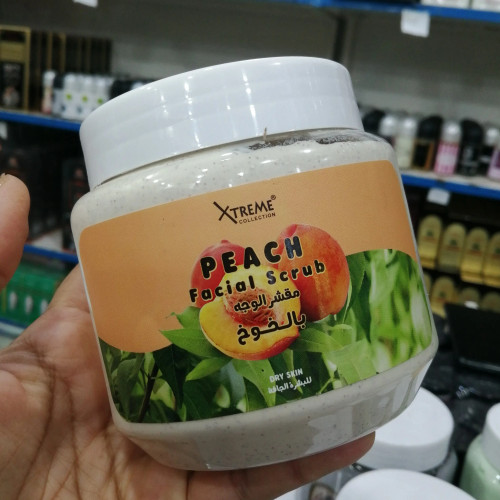 XTREME®
COLLECTION
PEACH
Facial Scrub
مقشر الوجه
بالخوخ
DRY SKIN
للبشرة الجافة